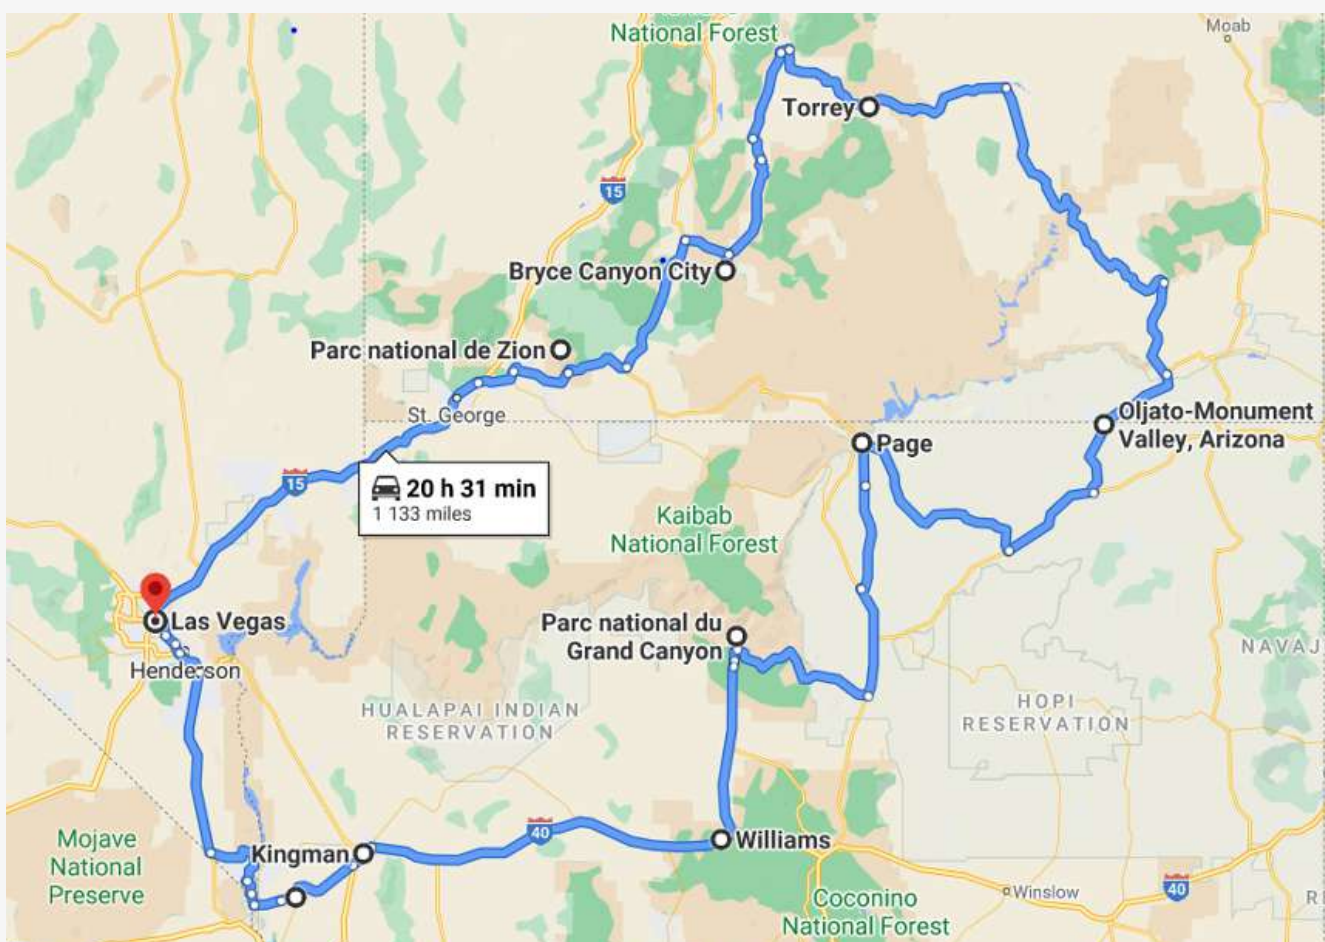 National Forest
Moab
Torrey
15
Bryce Canyon City
Parc national de Zion
St. George
Oljato-Monument
Valley, Arizona
Page
15
20 h 31 min
1 133 miles
Kaibab
National Forest
Las Vegas
Henderson
Parc national du
Grand Canyon
NAVAJ
HUALAPAI INDIAN
RESERVATION
HOPI
RESERVATION
40
Williams
Kingman
Mojave
National
Preserve
Winslow
40
Coconino
National Forest